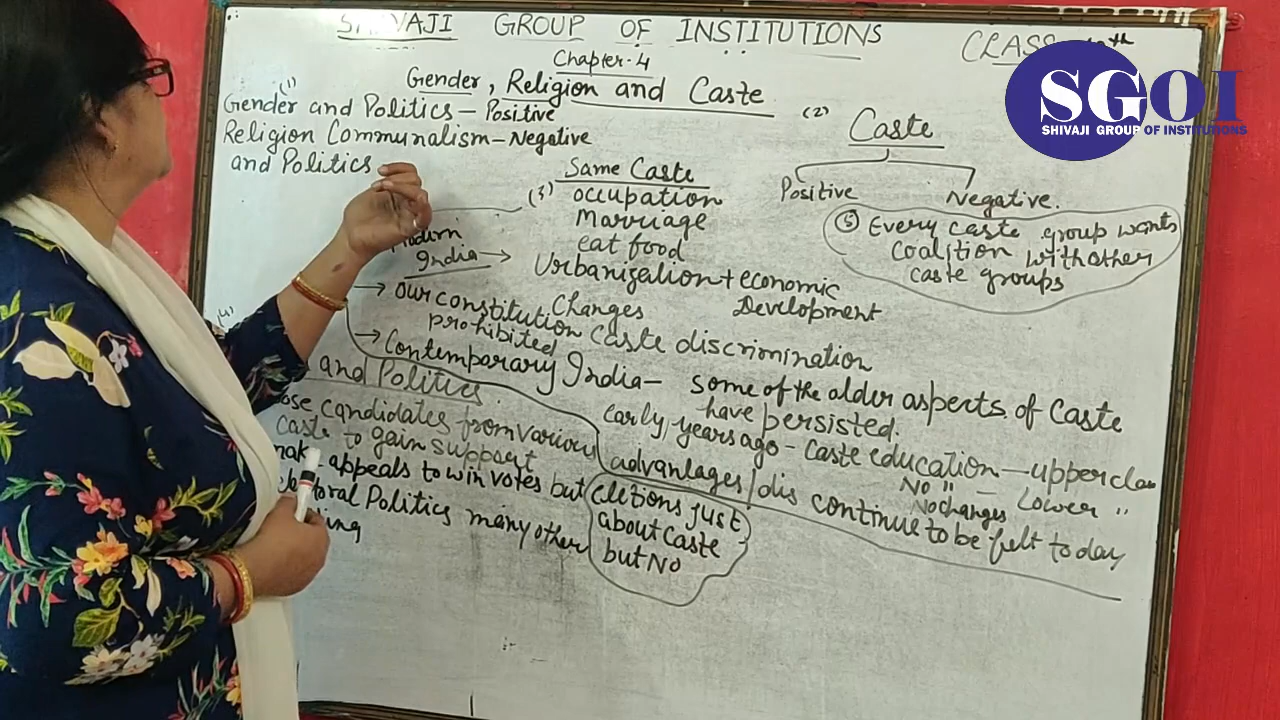 SHIVAJI GROUP OF INSTITUTIONS
CLASS 10th
SGOI
SHIVAJI GROUP OF INSTITUTIONS
Chapter-4
Gender, Religion and Caste
(1)
Gender and Politics - Positive
Religion Communalism - Negative
and Politics
(2)
Caste
Positive
Negative.
(5) Every caste group wants
coalition with other
caste groups
(3) Same Caste
occupation
Marriage
eat food
India → Urbanization + economic
Changes Development
→ our constitution prohibited caste discrimination
→ Contemporary India - some of the older aspects of Caste
have persisted.
early, years ago - Caste education - upper
No " - Lower "
No changes
advantages/dis continue to be felt today
(4)
and Politics.
candidates from various
caste to gain support
appeals to win votes but
Politics many other
just
about Caste
but No